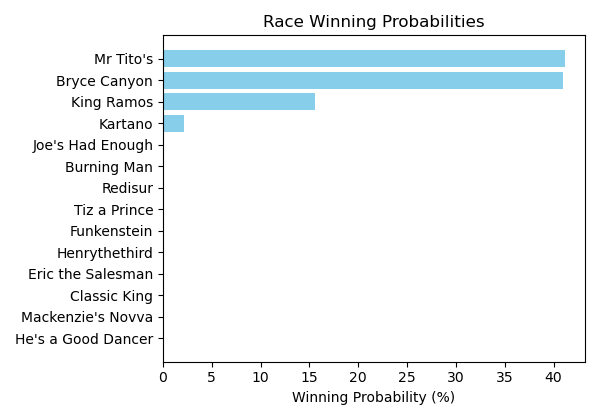 Race Winning Probabilities
Mr Tito's
Bryce Canyon
King Ramos
Kartano
Joe's Had Enough
Burning Man
Redisur
Tiz a Prince
Funkenstein
Henrythethird
Eric the Salesman
Classic King
Mackenzie's Novva
He's a Good Dancer
0 5 10 15 20 25 30 35 40
Winning Probability (%)